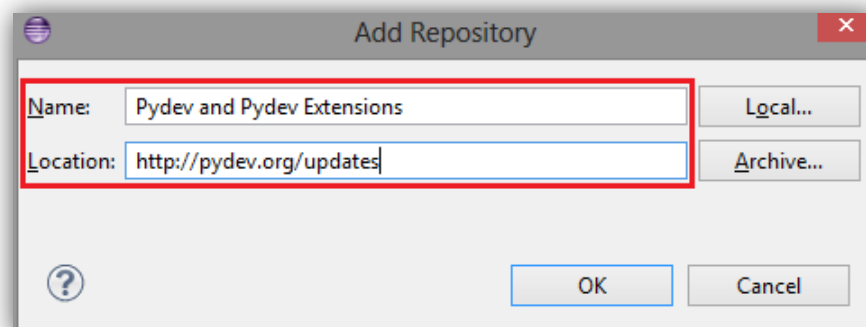 Add Repository
Name: Pydev and Pydev Extensions Local...
Location: http://pydev.org/updates Archive...
OK Cancel